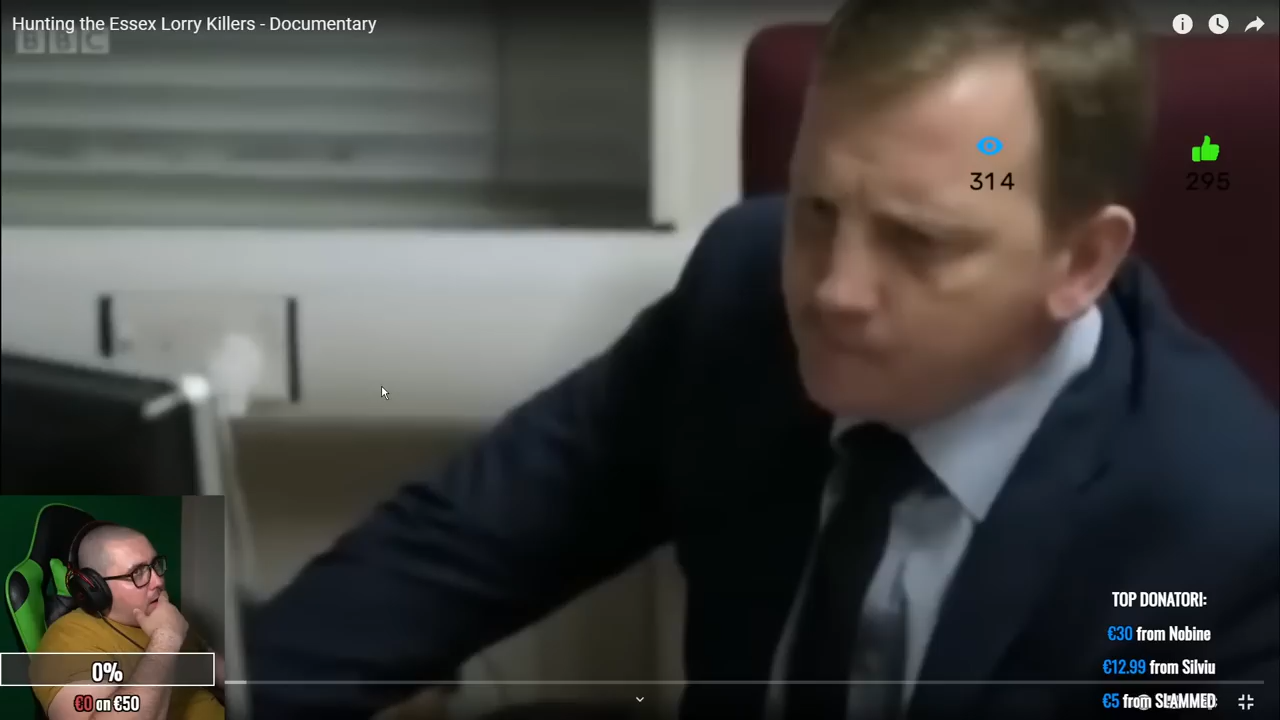 Hunting the Essex Lorry Killers - Documentary
BBC
314
295
TOP DONATORI:
€30 from Nobine
€12.99 from Silviu
€5 from SLAMMED
0%
€0 on €50